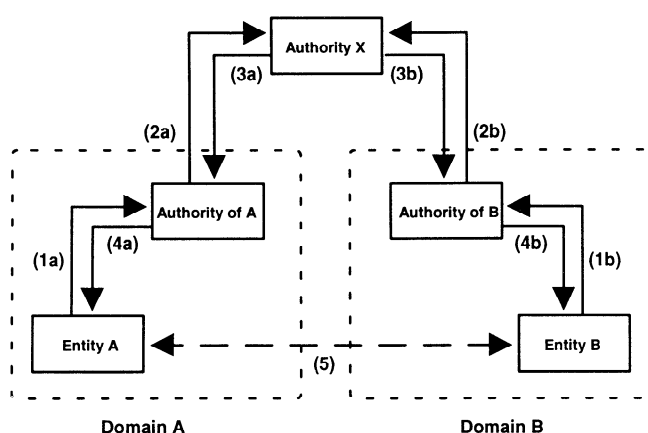 Authority X
(3a)
(3b)
(2a)
(2b)
Authority of A
Authority of B
(4a)
(4b)
(1a)
(1b)
Entity A
Entity B
(5)
Domain A
Domain B